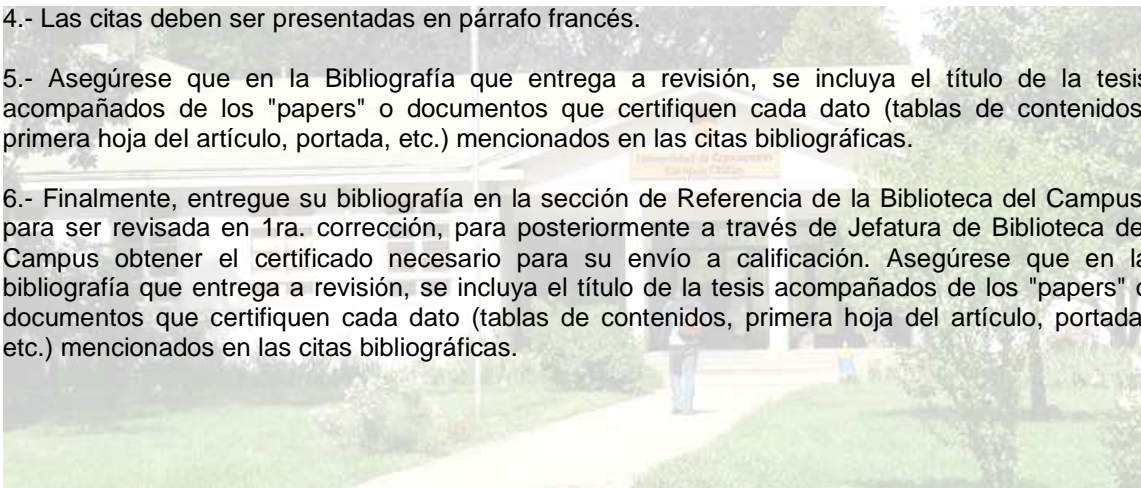 4.- Las citas deben ser presentadas en párrafo francés.
5.- Asegúrese que en la Bibliografía que entrega a revisión, se incluya el título de la tesis
acompañados de los "papers" o documentos que certifiquen cada dato (tablas de contenidos
primera hoja del artículo, portada, etc.) mencionados en las citas bibliográficas.
6.- Finalmente, entregue su bibliografía en la sección de Referencia de la Biblioteca del Campus
para ser revisada en 1ra. corrección, para posteriormente a través de Jefatura de Biblioteca de
Campus obtener el certificado necesario para su envío a calificación. Asegúrese que en la
bibliografía que entrega a revisión, se incluya el título de la tesis acompañados de los "papers" o
documentos que certifiquen cada dato (tablas de contenidos, primera hoja del artículo, portada
etc.) mencionados en las citas bibliográficas.
Universidad de Concepción
Campus Chillán